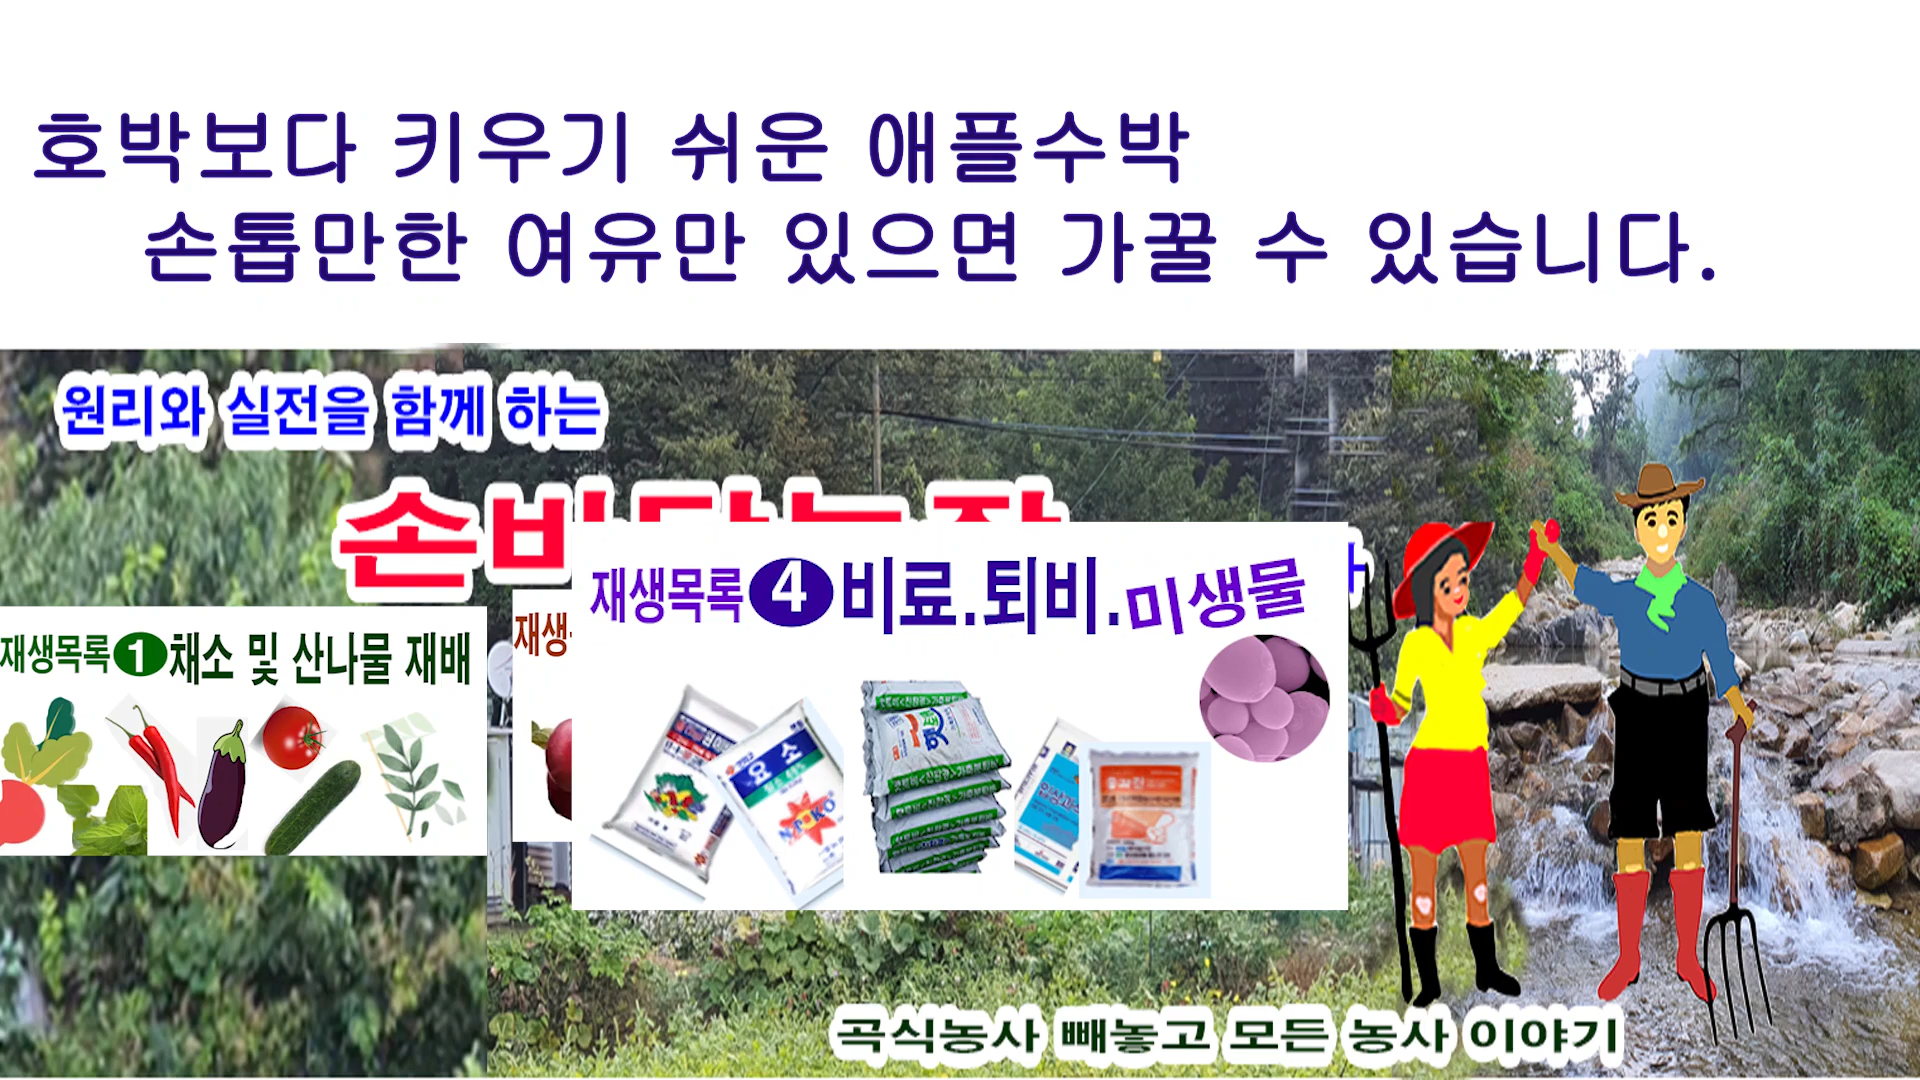 호박보다 키우기 쉬운 애플수박
손톱만한 여유만 있으면 가꿀 수 있습니다.
원리와 실전을 함께 하는
재생목록 4 비료.퇴비.미생물
재생목록 1 채소 및 산나물 재배
재생
요소
곡식농사 빼놓고 모든 농사 이야기